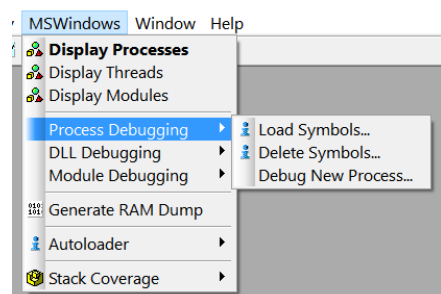 MSWindows Window Help
Display Processes
Display Threads
Display Modules
Process Debugging Load Symbols...
DLL Debugging Delete Symbols...
Module Debugging Debug New Process...
Generate RAM Dump
Autoloader
Stack Coverage